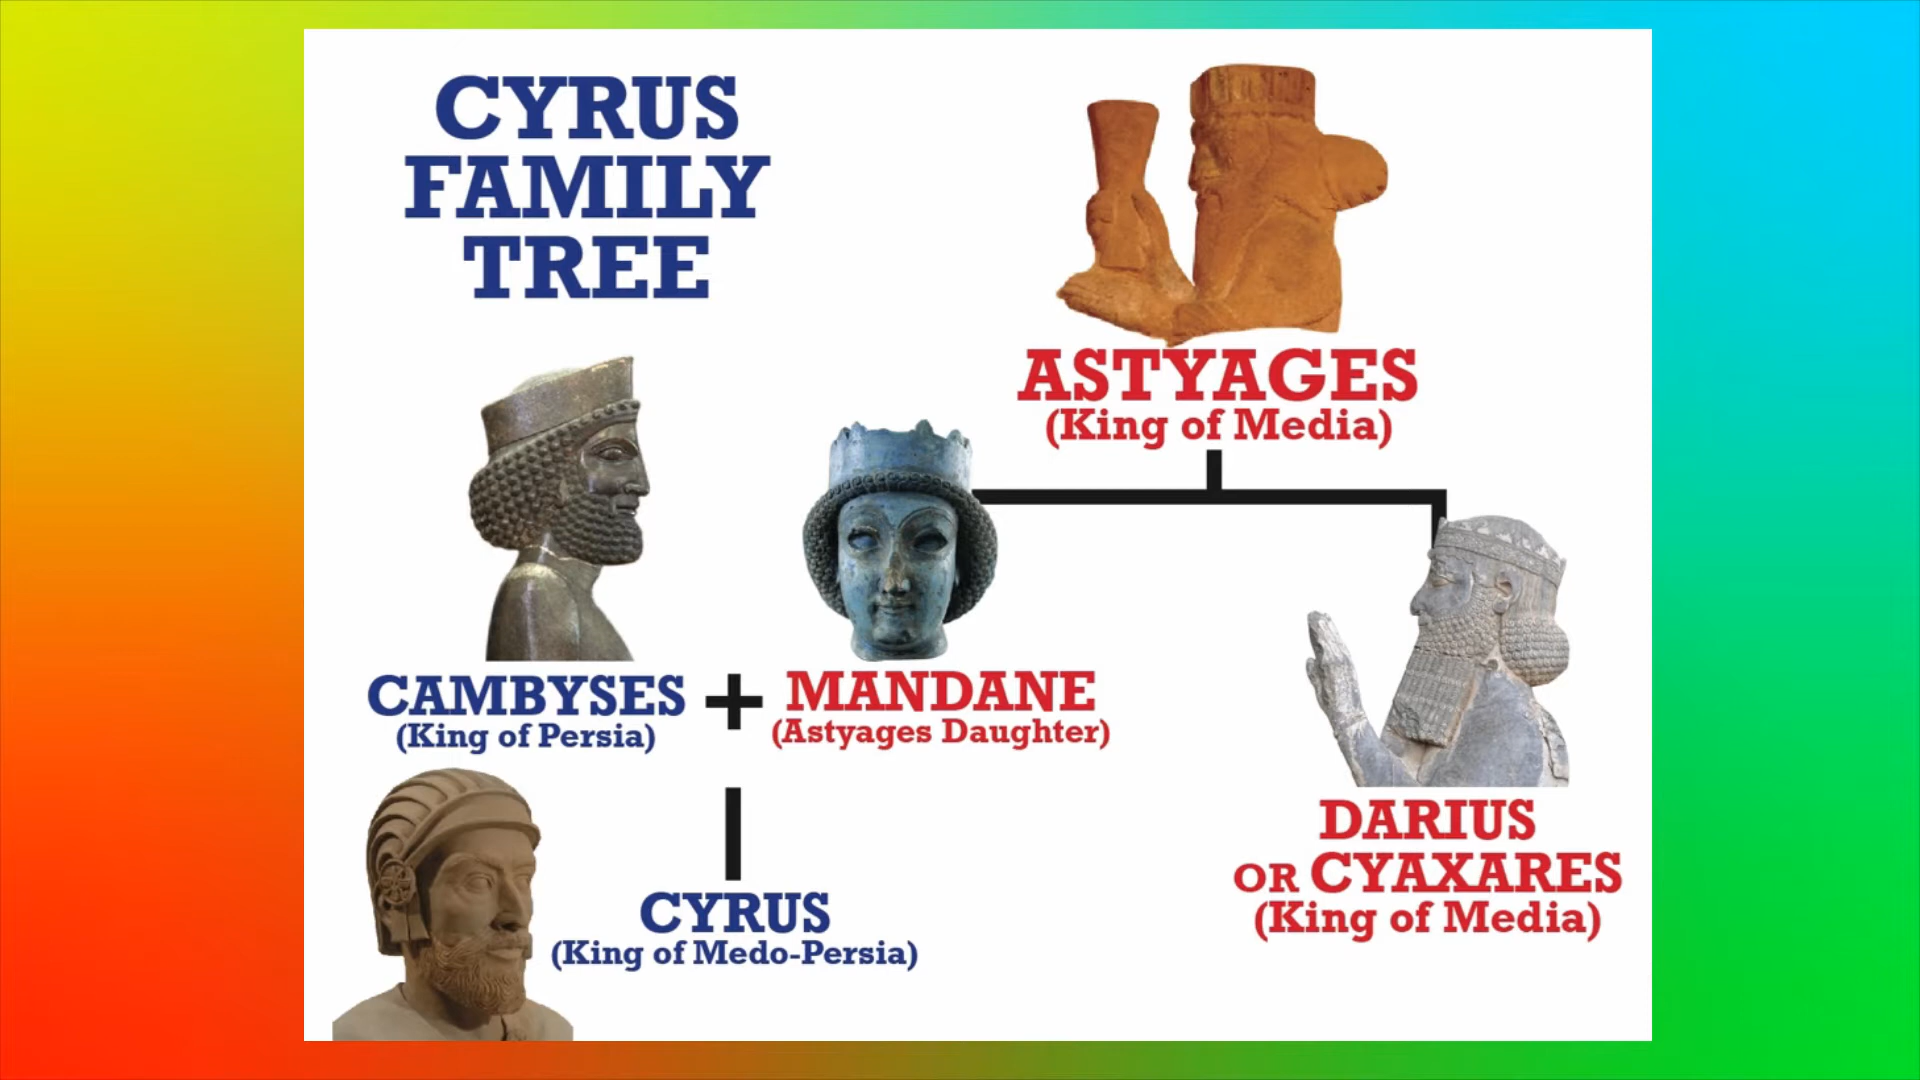 CYRUS
FAMILY
TREE
ASTYAGES
(King of Media)
CAMBYSES
(King of Persia)
+
MANDANE
(Astyages Daughter)
DARIUS
OR CYAXARES
(King of Media)
CYRUS
(King of Medo-Persia)